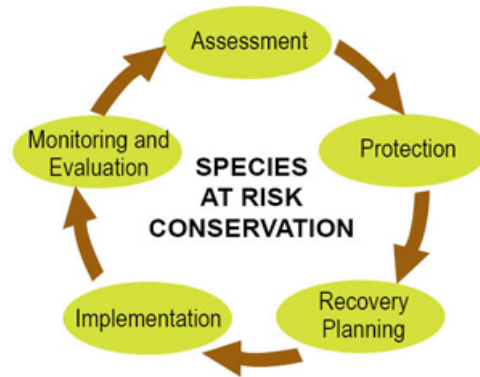 Assessment
Protection
Recovery
Planning
Implementation
Monitoring and
Evaluation
SPECIES
AT RISK
CONSERVATION